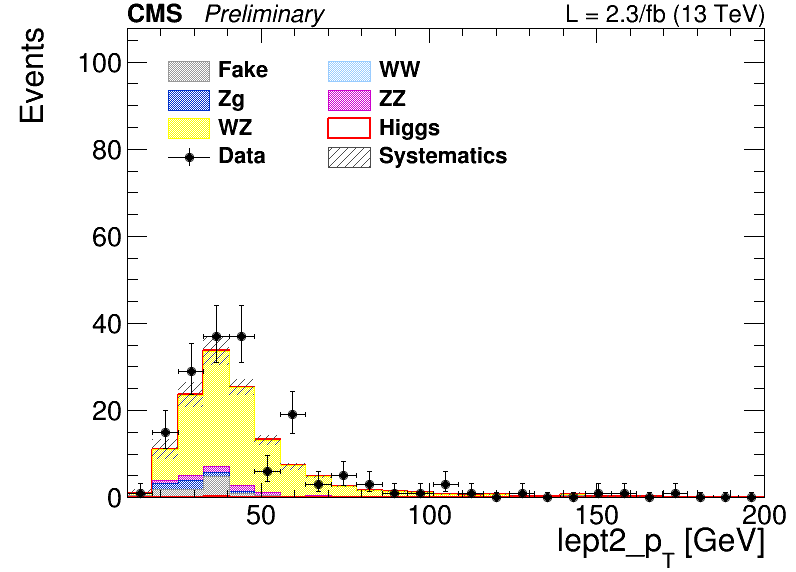 CMS Preliminary L = 2.3/fb (13 TeV)
Events
100
80
60
40
20
0
Fake WW
Zg ZZ
WZ Higgs
Data Systematics
50 100 150 200
lept2_p_T [GeV]